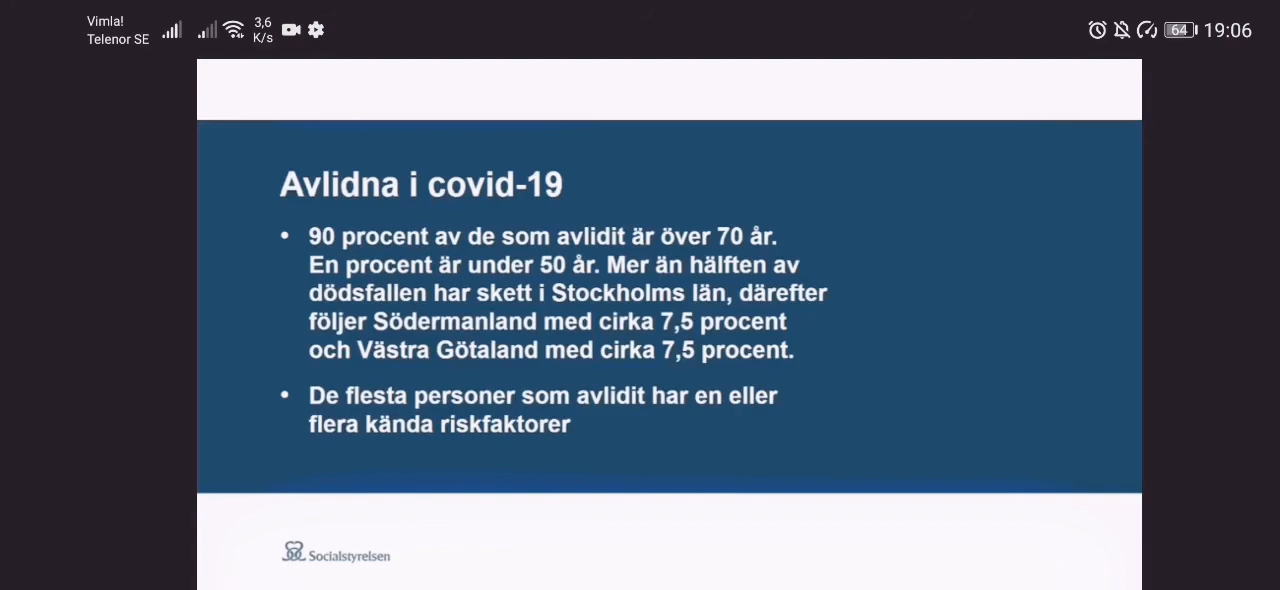 Vimla!
Telenor SE
3,6
K/s
64
19:06
Avlidna i covid-19
• 90 procent av de som avlidit är över 70 år.
En procent är under 50 år. Mer än hälften av
dödsfallen har skett i Stockholms län, därefter
följer Södermanland med cirka 7,5 procent
och Västra Götaland med cirka 7,5 procent.
• De flesta personer som avlidit har en eller
flera kända riskfaktorer
Socialstyrelsen